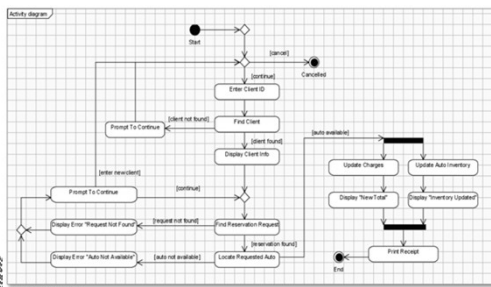 Activity diagram
Start
[cancel]
Cancelled
[continue]
Enter Client ID
Find Client
[client not found]
Prompt To Continue
[client found]
Display Client Info
[auto available]
Update Charges
Update Auto Inventory
[enter new client]
Prompt To Continue
[continue]
Display "New Total"
Display "Inventory Updated"
Display Error "Request Not Found"
[request not found]
Find Reservation Request
[reservation found]
Display Error "Auto Not Available"
[auto not available]
Locate Requested Auto
Print Receipt
End